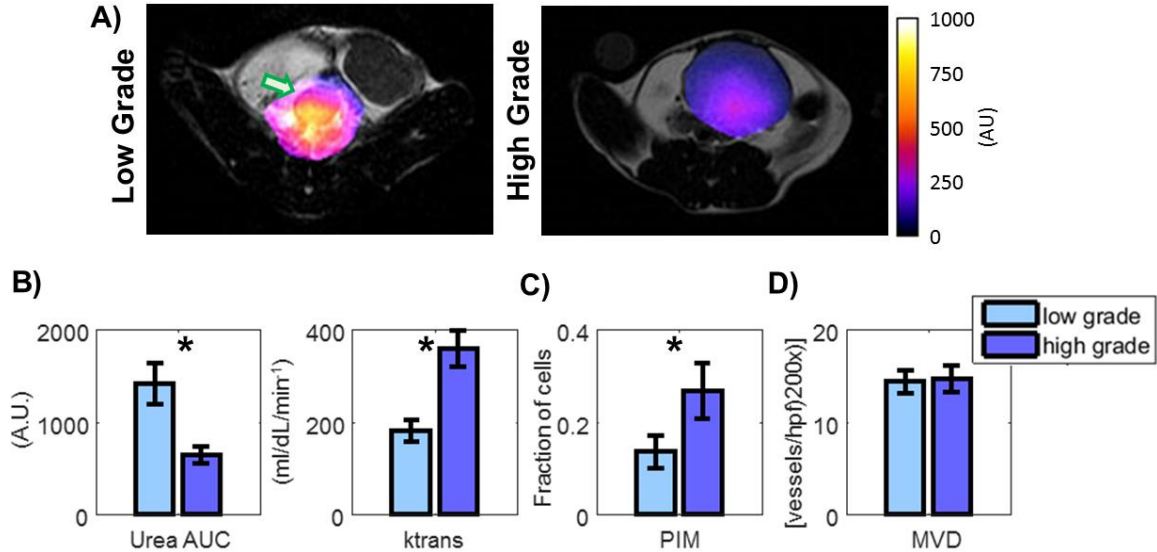 A)
Low Grade
High Grade
1000
750
500
250
0
(AU)
B)
C)
D)
low grade
high grade
2000
1000
0
(A.U.)
*
Urea AUC
400
200
0
(ml/dL/min⁻¹)
*
ktrans
0.4
0.2
0
Fraction of cells
*
PIM
20
10
0
[vessels/hpf)200x)]
MVD